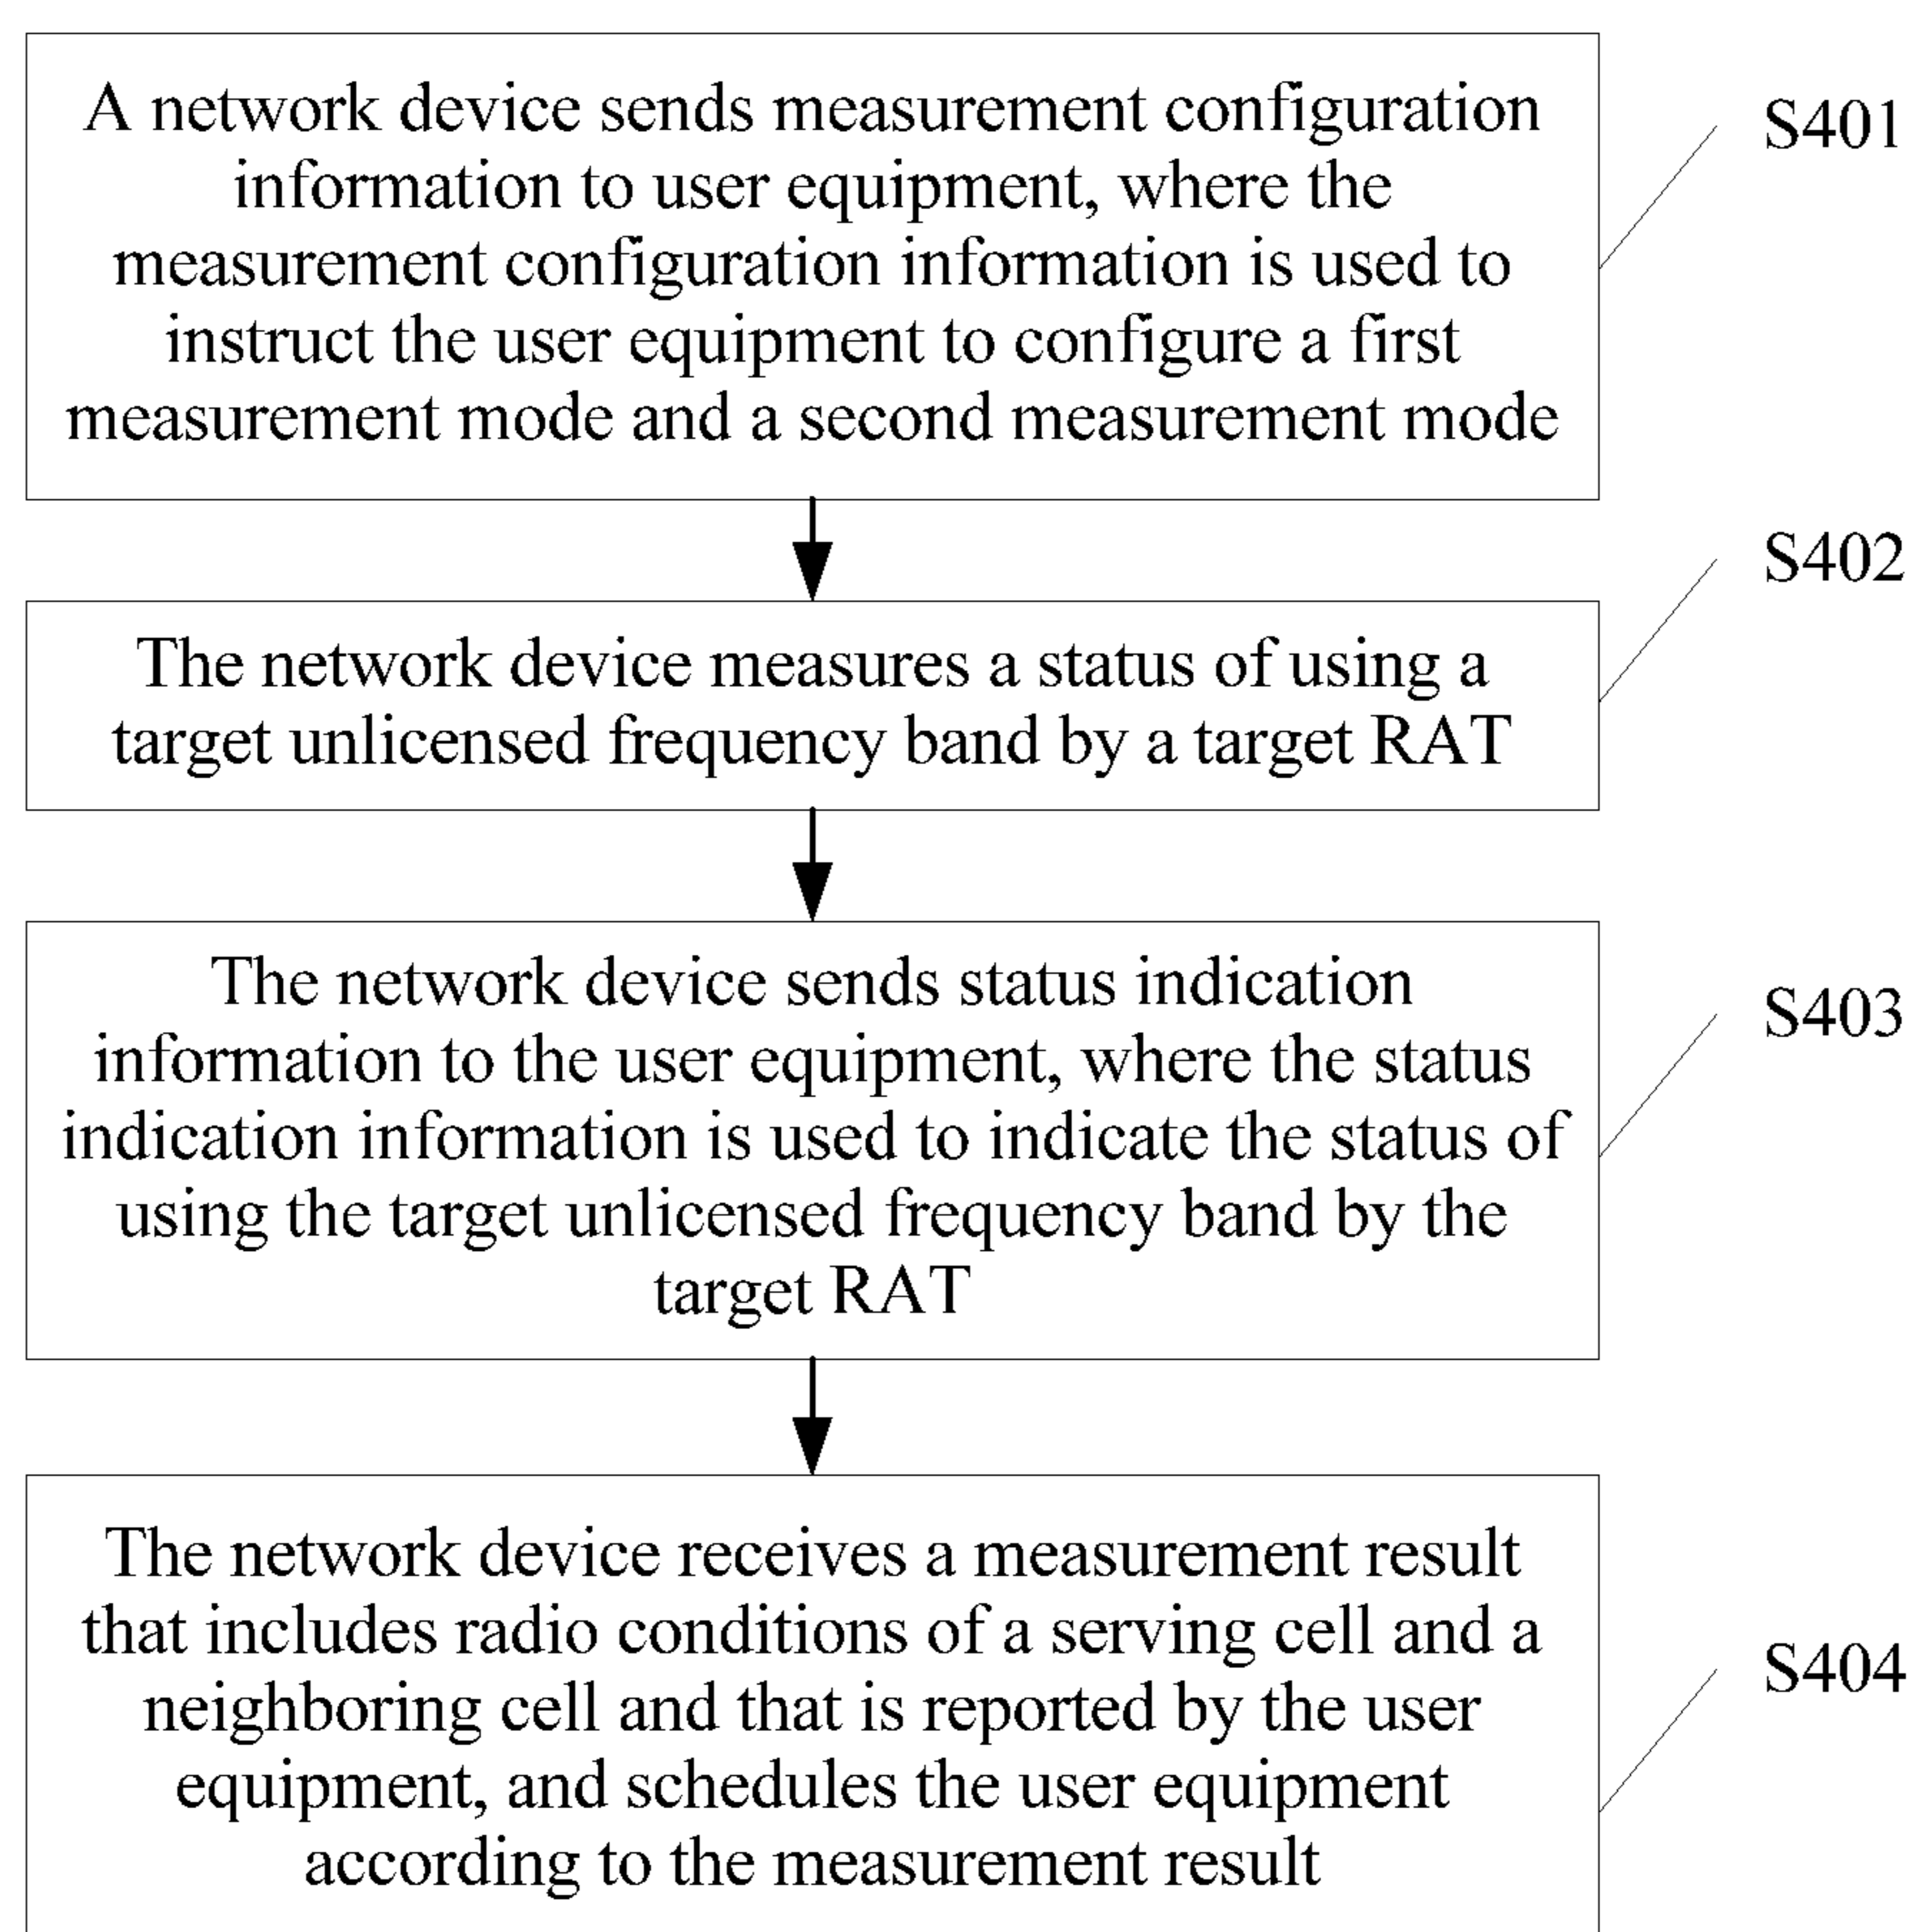 A network device sends measurement configuration
information to user equipment, where the
measurement configuration information is used to
instruct the user equipment to configure a first
measurement mode and a second measurement mode
S401
The network device measures a status of using a
target unlicensed frequency band by a target RAT
S402
The network device sends status indication
information to the user equipment, where the status
indication information is used to indicate the status of
using the target unlicensed frequency band by the
target RAT
S403
The network device receives a measurement result
that includes radio conditions of a serving cell and a
neighboring cell and that is reported by the user
equipment, and schedules the user equipment
according to the measurement result
S404